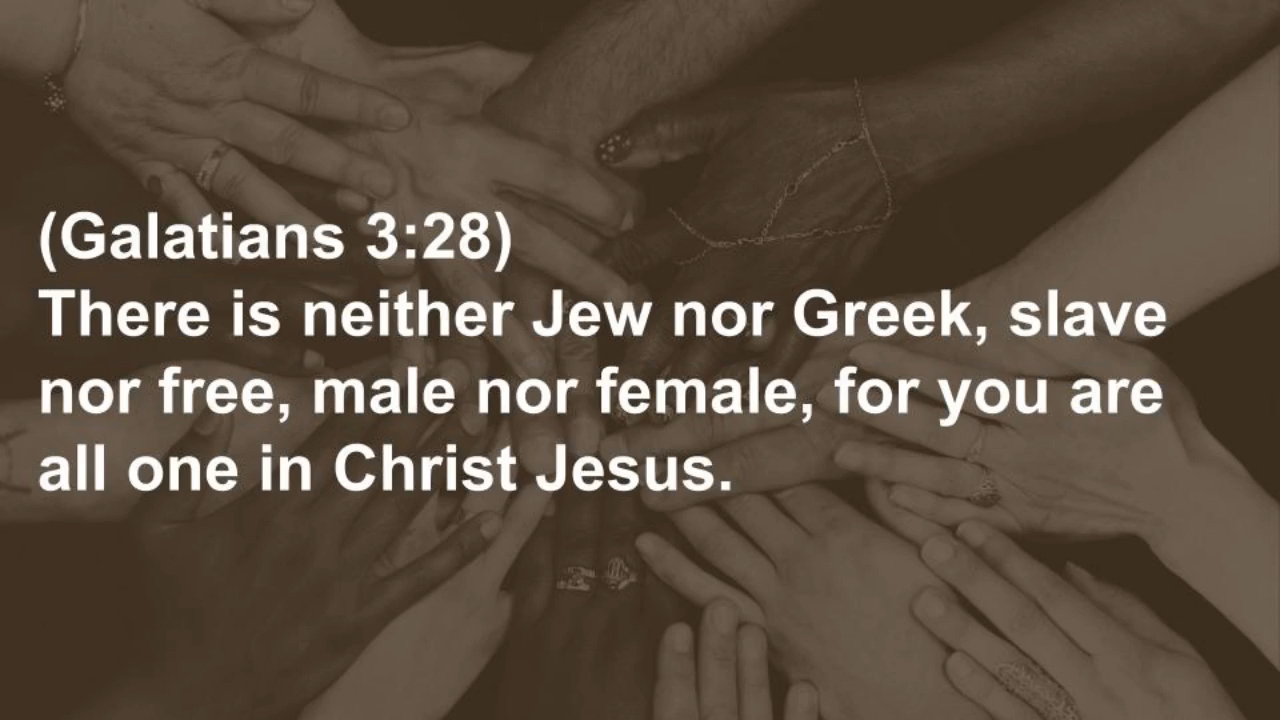 (Galatians 3:28)
There is neither Jew nor Greek, slave
nor free, male nor female, for you are
all one in Christ Jesus.